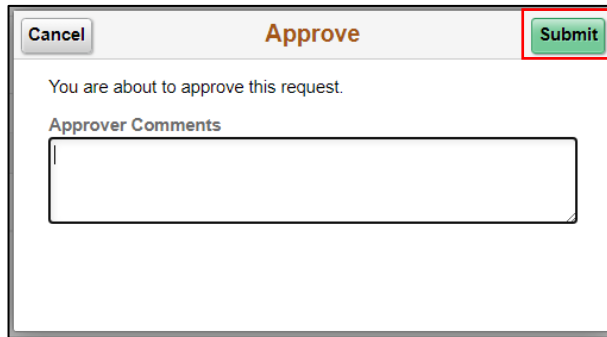 Cancel
Approve
Submit
You are about to approve this request.
Approver Comments